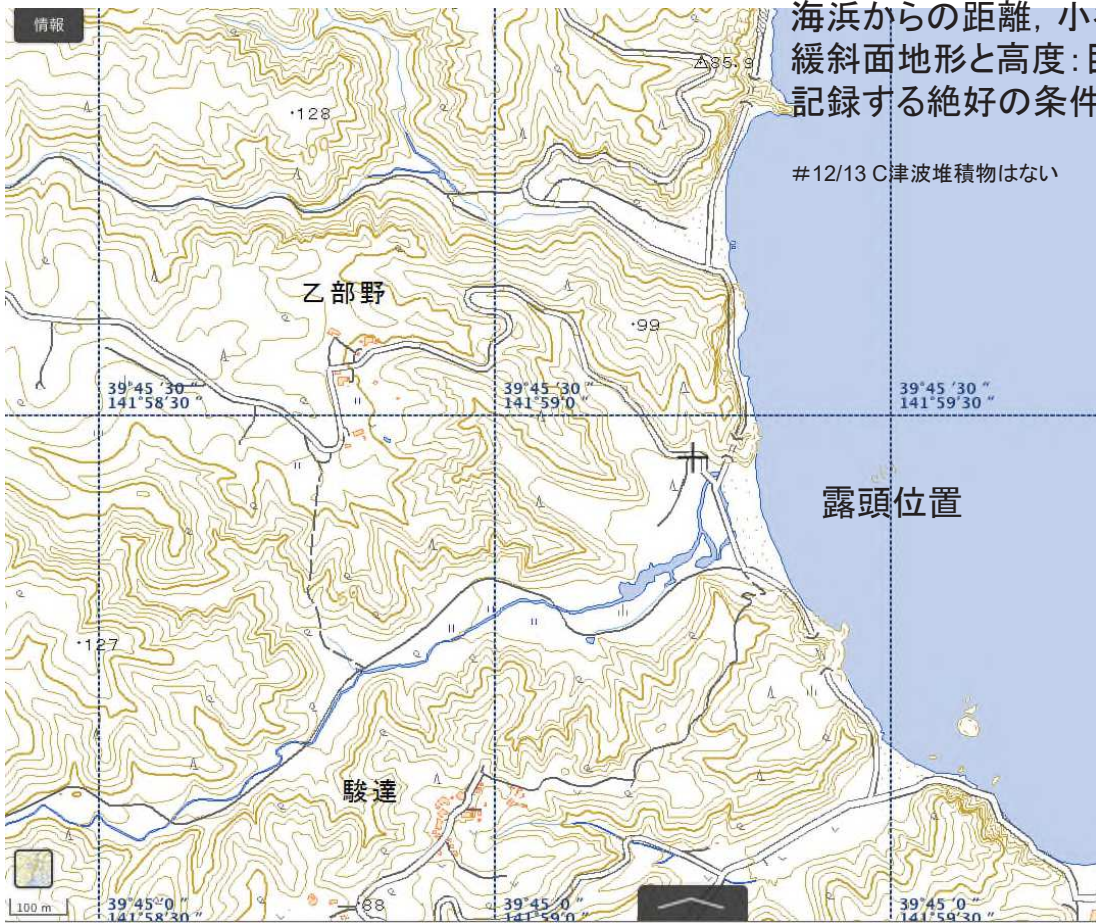 情報
海浜からの距離, 小
緩斜面地形と高度:
記録する絶好の条件
#12/13 C津波堆積物はない
85.9
・128
100
乙部野
・99
39°45 '30 "
141°58'30 "
39°45 '30 "
141°59'0 "
39°45 '30 "
141°59'30 "
露頭位置
・127
駿達
100 m
88
39°45 '0 "
141°58'30 "
39°45 '0 "
141°59'0 "
39°45 '0 "
141°59'30 "